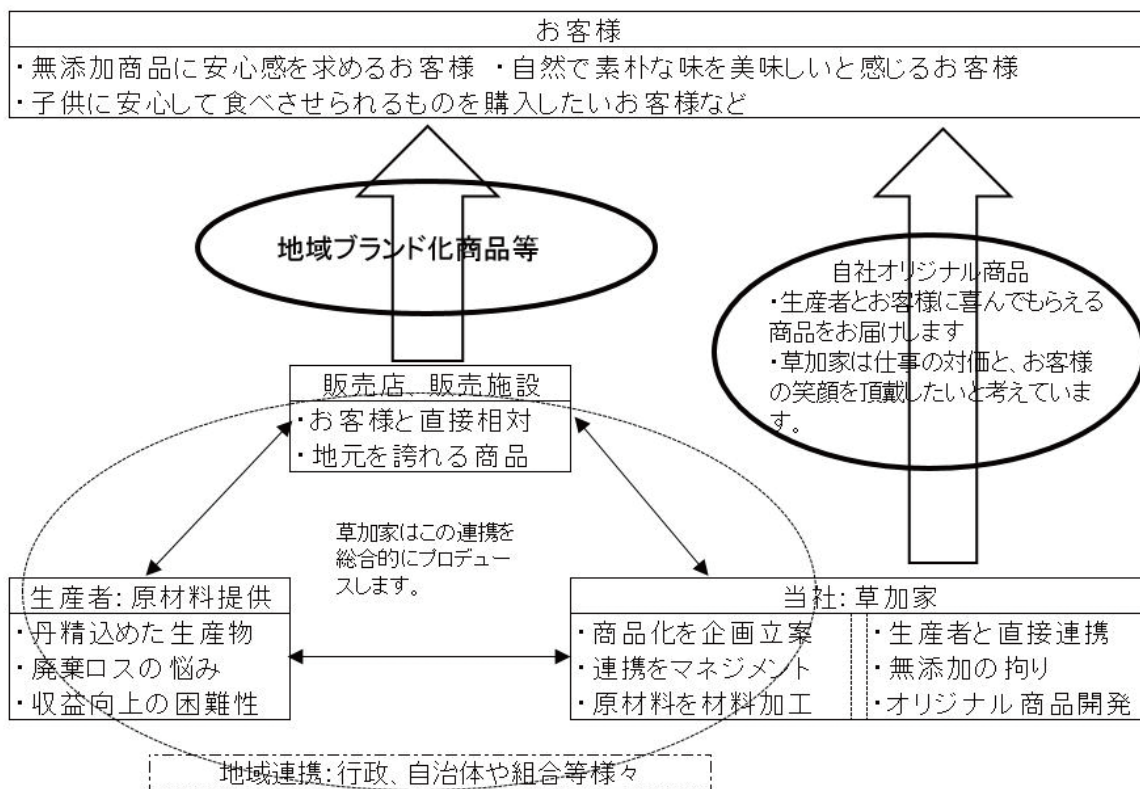 お客様
・無添加商品に安心感を求めるお客様 ・自然で素朴な味を美味しいと感じるお客様
・子供に安心して食べさせられるものを購入したいお客様など
地域ブランド化商品等
自社オリジナル商品
・生産者とお客様に喜んでもらえる
商品をお届けします
・草加家は仕事の対価と、お客様
の笑顔を頂戴したいと考えていま
す。
販売店、販売施設
・お客様と直接相対
・地元を誇れる商品
草加家はこの連携を
総合的にプロデュー
スします。
生産者:原材料提供
・丹精込めた生産物
・廃棄ロスの悩み
・収益向上の困難性
当社:草加家
・商品化を企画立案
・連携をマネジメント
・原材料を材料加工
・生産者と直接連携
・無添加の拘り
・オリジナル商品開発
地域連携:行政、自治体や組合等様々